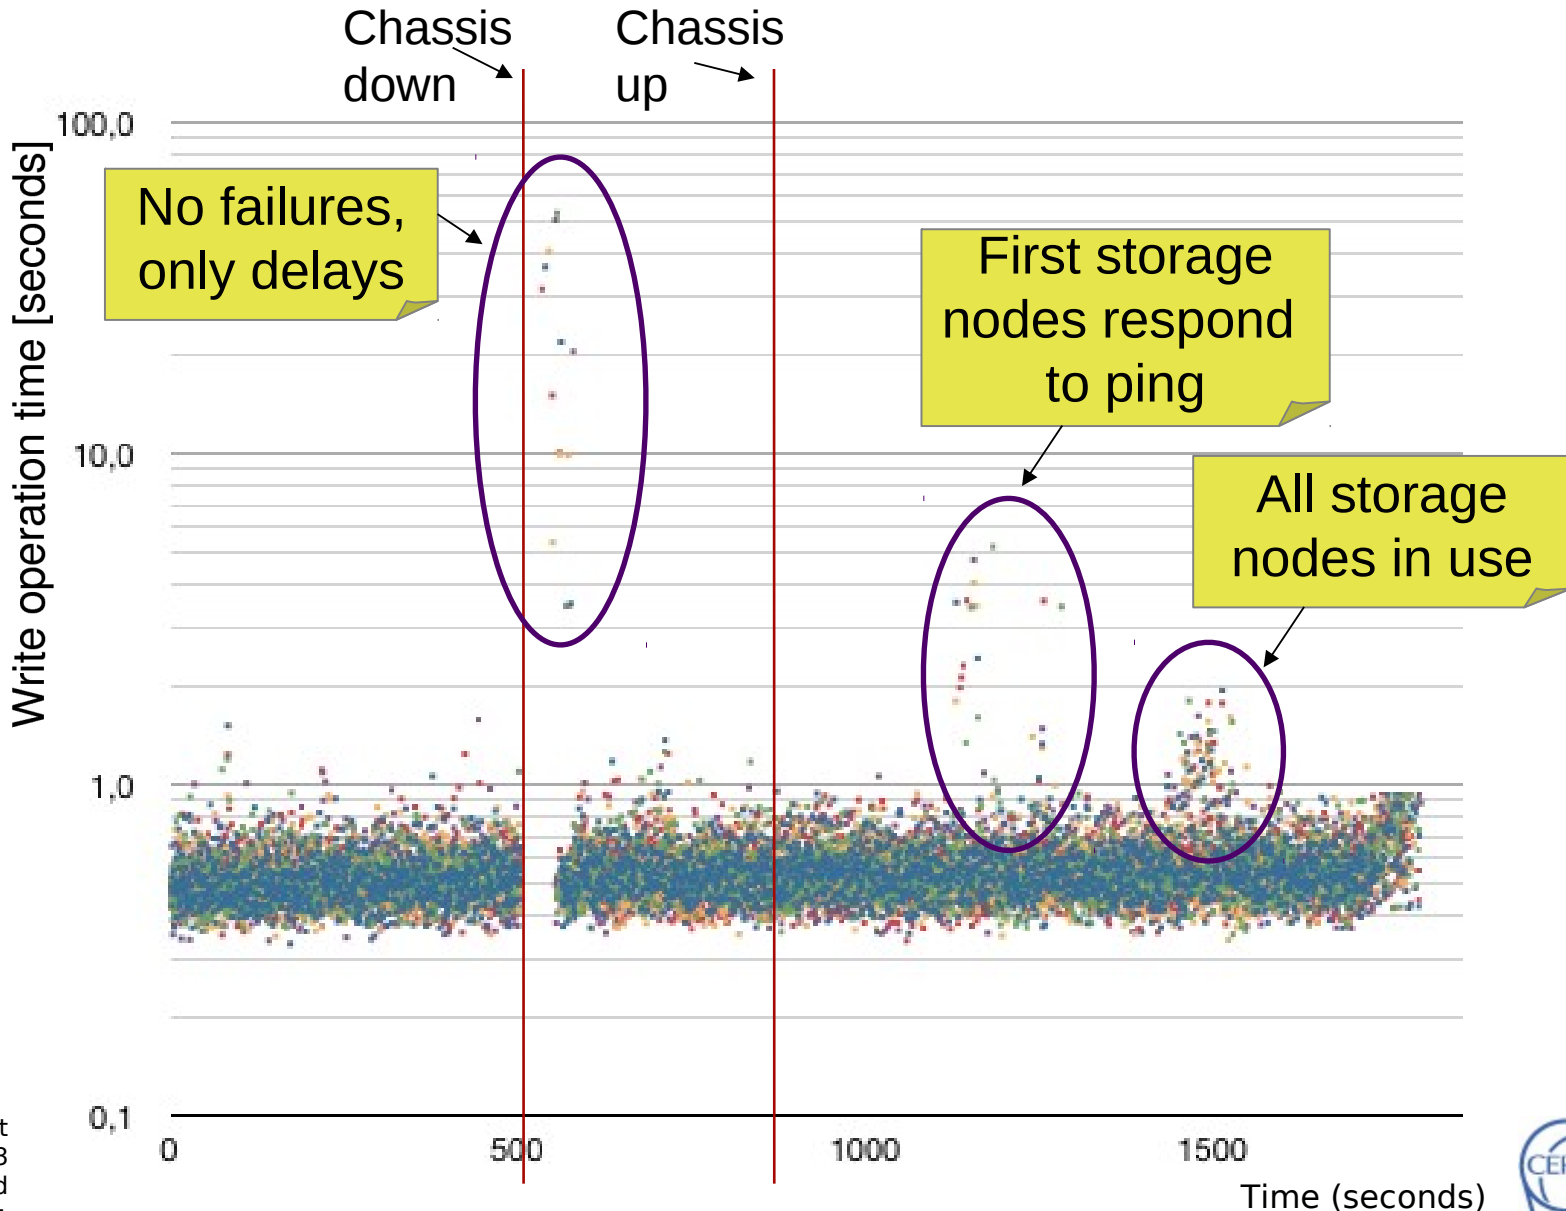 Chassis
down
Chassis
up
100,0
No failures,
only delays
First storage
nodes respond
to ping
10,0
All storage
nodes in use
Write operation time [seconds]
1,0
0,1
0
500
1000
1500
Time (seconds)